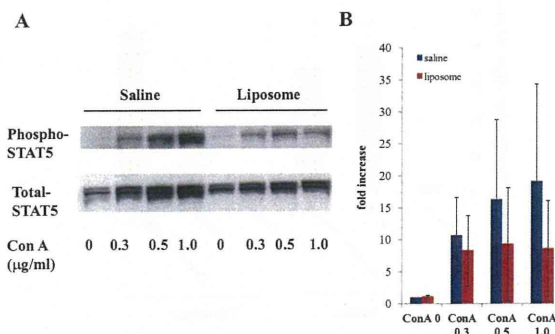 A
Saline Liposome
Phospho-
STAT5
Total-
STAT5
Con A 0 0.3 0.5 1.0 0 0.3 0.5 1.0
(μg/ml)
B
40
35
30
25
20
15
10
5
0
fold increase
saline
liposome
ConA 0 ConA ConA ConA
0.3 0.5 1.0